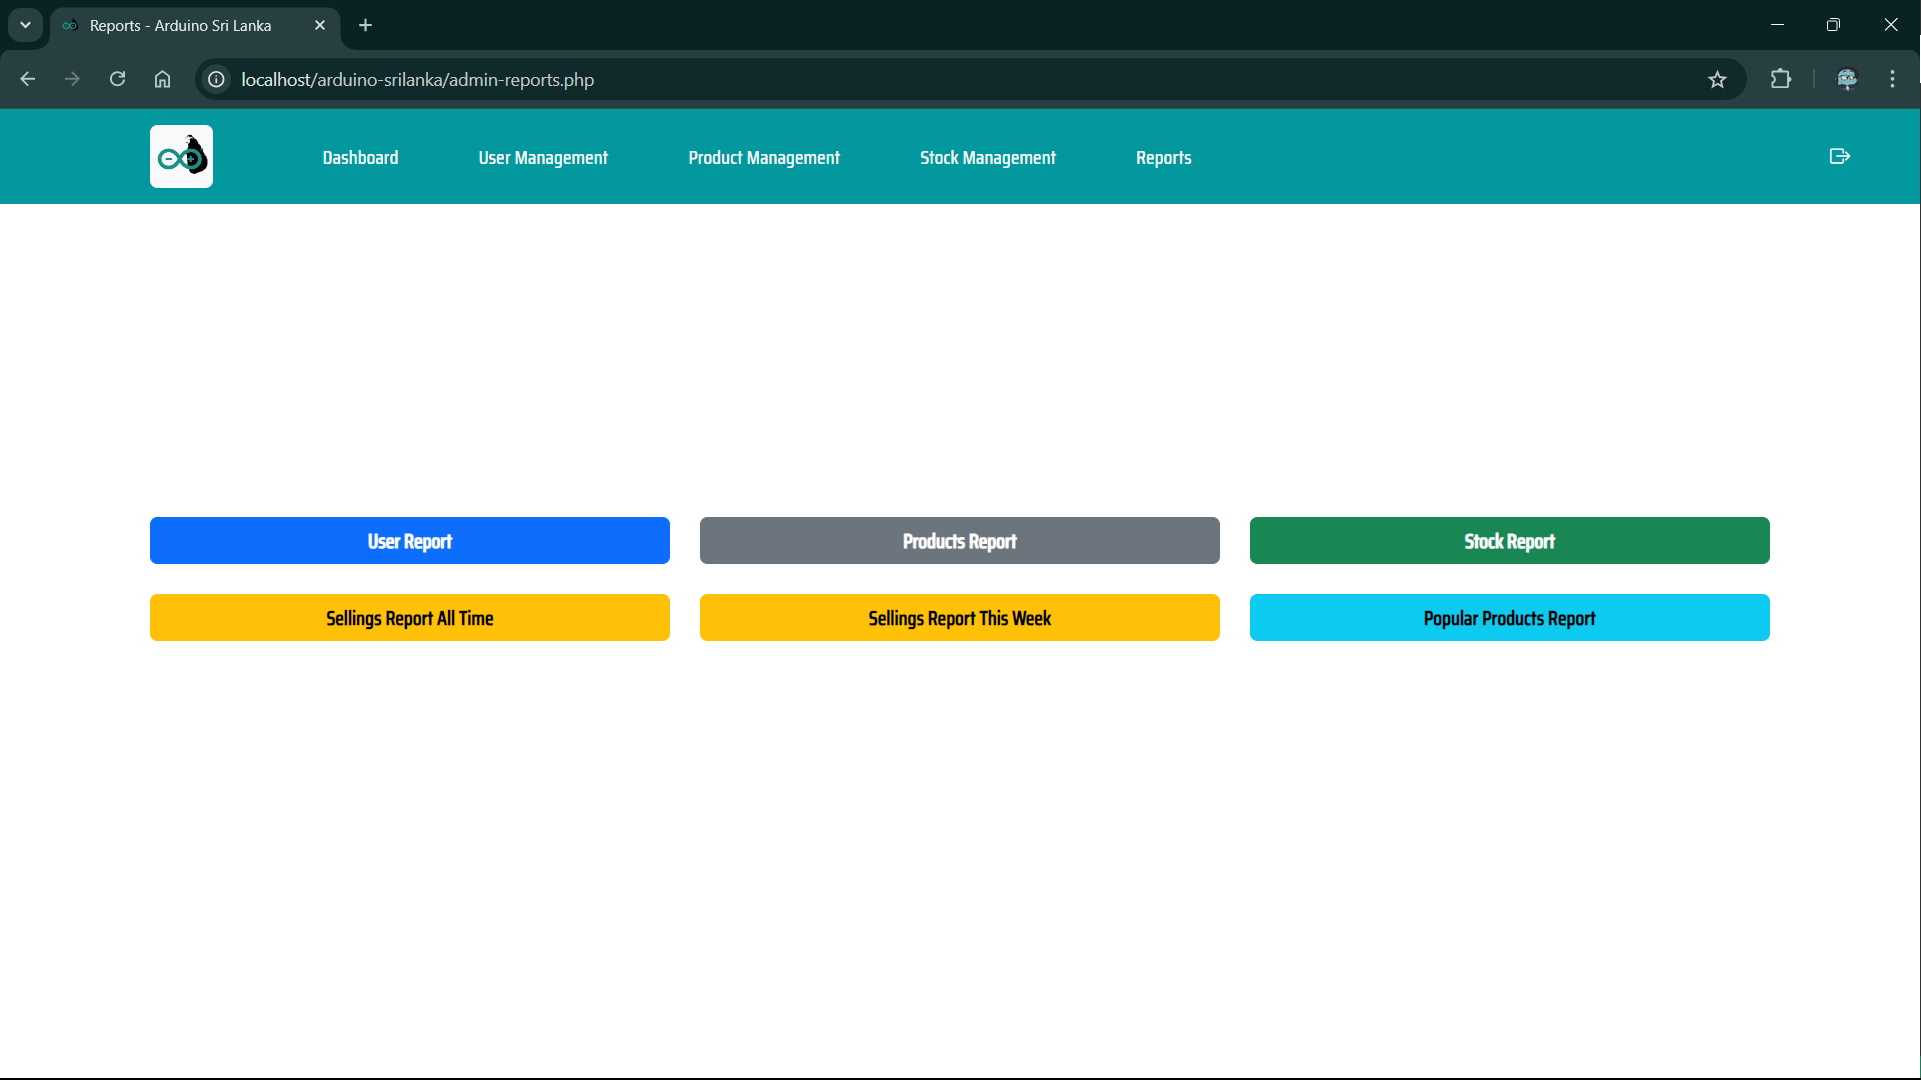 Reports - Arduino Sri Lanka
localhost/arduino-srilanka/admin-reports.php
Dashboard User Management Product Management Stock Management Reports
User Report Products Report Stock Report
Sellings Report All Time Sellings Report This Week Popular Products Report